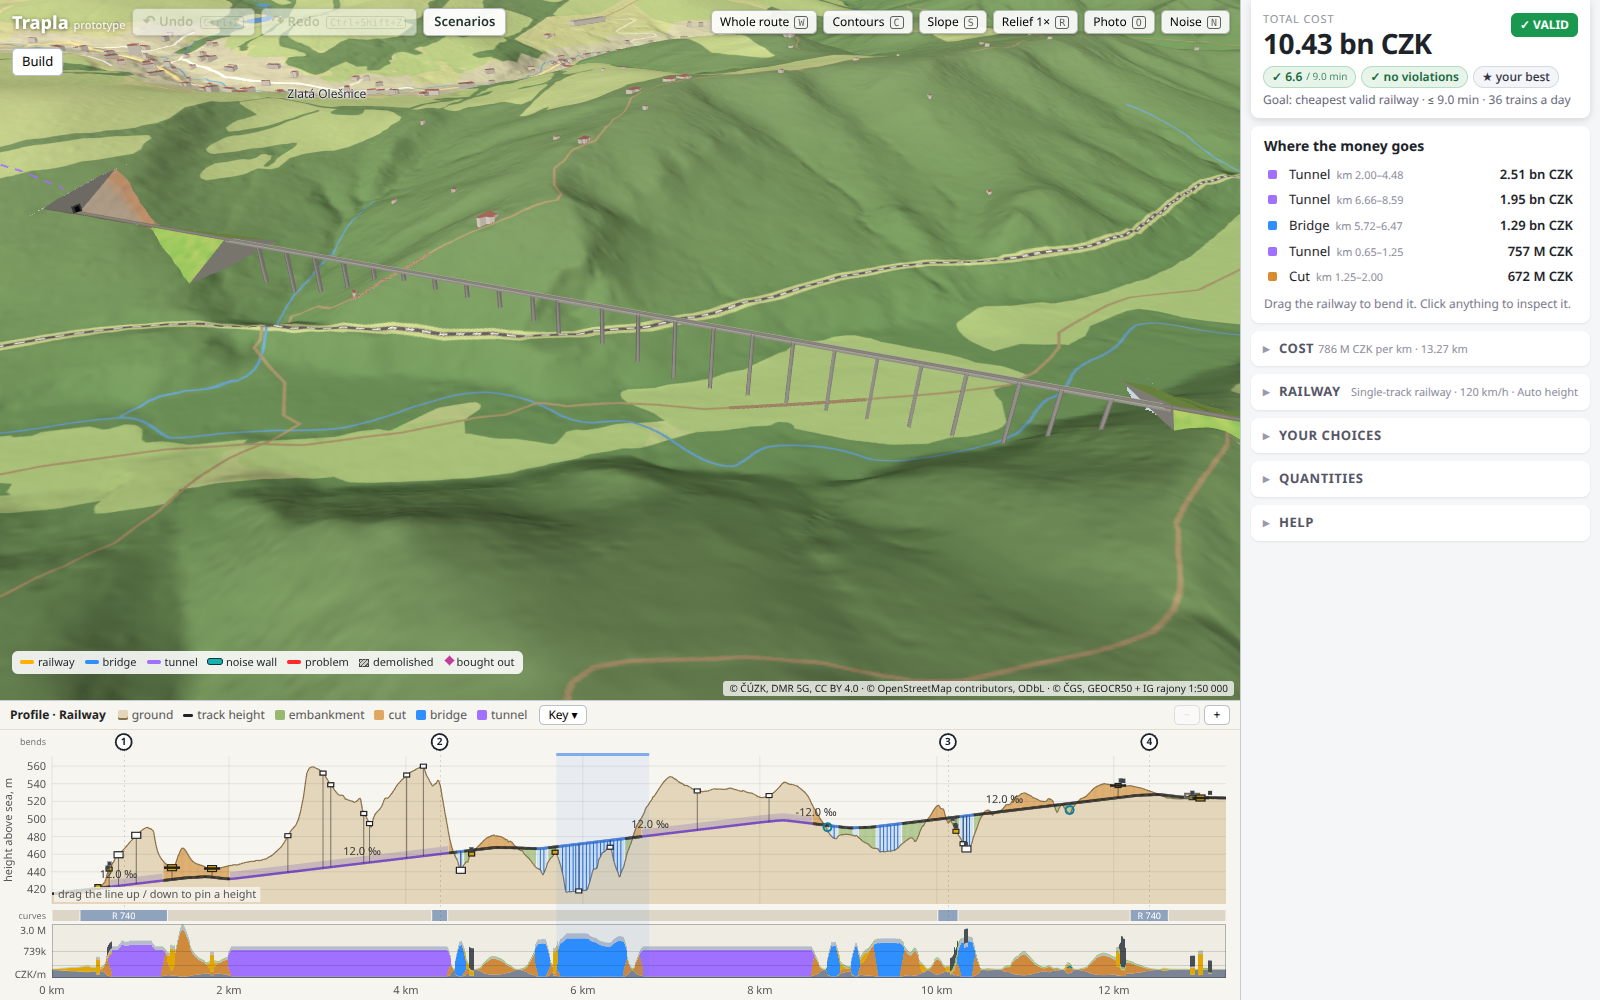 Trapla prototype
↶ Undo Ctrl+Z
Redo Ctrl+Shift+Z
Scenarios
Whole route W
Contours C
Slope S
Relief 1× R
Photo O
Noise N
Build
Zlatá Olešnice
railway
bridge
tunnel
noise wall
problem
demolished
bought out
© ČÚZK, DMR 5G, CC BY 4.0 · © OpenStreetMap contributors, ODbL · © ČGS, GEOCR50 + IG rajony 1:50 000
TOTAL COST
10.43 bn CZK
✓ VALID
✓ 6.6 / 9.0 min
✓ no violations
★ your best
Goal: cheapest valid railway · ≤ 9.0 min · 36 trains a day
Where the money goes
Tunnel km 2.00–4.48 2.51 bn CZK
Tunnel km 6.66–8.59 1.95 bn CZK
Bridge km 5.72–6.47 1.29 bn CZK
Tunnel km 0.65–1.25 757 M CZK
Cut km 1.25–2.00 672 M CZK
Drag the railway to bend it. Click anything to inspect it.
▶ COST 786 M CZK per km · 13.27 km
▶ RAILWAY Single-track railway · 120 km/h · Auto height
▶ YOUR CHOICES
▶ QUANTITIES
▶ HELP
Profile · Railway
ground
track height
embankment
cut
bridge
tunnel
Key ▾
−
+
bends
1
2
3
4
height above sea, m
560
540
520
500
480
460
440
420
12.0 ‰
12.0 ‰
12.0 ‰
-12.0 ‰
12.0 ‰
drag the line up / down to pin a height
curves
R 740
R 740
3.0 M
739k
CZK/m
0 km
2 km
4 km
6 km
8 km
10 km
12 km